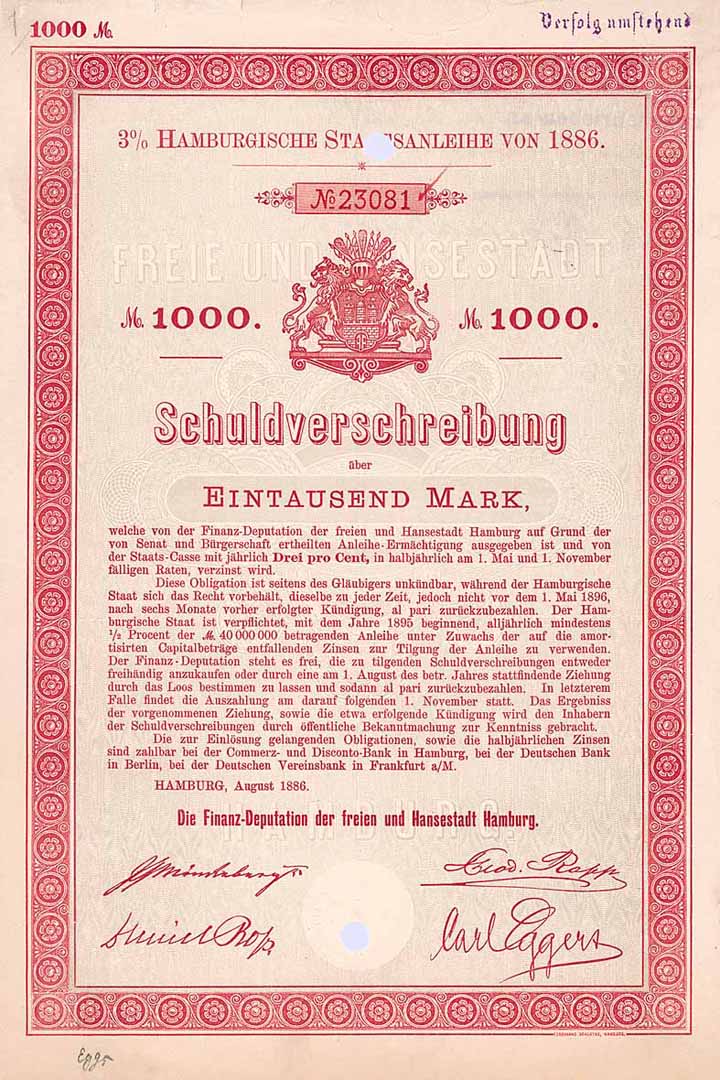 1000 M.
Verfolg umstehend
3% HAMBURGISCHE STA SANLEIHE VON 1886.
No 23081
FREIE UND HANSESTADT
M. 1000.
M. 1000.
Schuldverschreibung
über
EINTAUSEND MARK,
welche von der Finanz-Deputation der freien und Hansestadt Hamburg auf Grund der
von Senat und Bürgerschaft ertheilten Anleihe-Ermächtigung ausgegeben ist und von
der Staats-Casse mit jährlich Drei pro Cent, in halbjährlich am 1. Mai und 1. November
fälligen Raten, verzinst wird.
Diese Obligation ist seitens des Gläubigers unkündbar, während der Hamburgische
Staat sich das Recht vorbehält, dieselbe zu jeder Zeit, jedoch nicht vor dem 1. Mai 1896,
nach sechs Monate vorher erfolgter Kündigung, al pari zurückzubezahlen. Der Ham-
burgische Staat ist verpflichtet, mit dem Jahre 1895 beginnend, alljährlich mindestens
1/2 Procent der M. 40 000 000 betragenden Anleihe unter Zuwachs der auf die amor-
tisirten Capitalbeträge entfallenden Zinsen zur Tilgung der Anleihe zu verwenden.
Der Finanz-Deputation steht es frei, die zu tilgenden Schuldverschreibungen entweder
freihändig anzukaufen oder durch eine am 1. August des betr. Jahres stattfindende Ziehung
durch das Loos bestimmen zu lassen und sodann al pari zurückzubezahlen. In letzterem
Falle findet die Auszahlung am darauf folgenden 1. November statt. Das Ergebniss
der vorgenommenen Ziehung, sowie die etwa erfolgende Kündigung wird den Inhabern
der Schuldverschreibungen durch öffentliche Bekanntmachung zur Kenntniss gebracht.
Die zur Einlösung gelangenden Obligationen, sowie die halbjährlichen Zinsen
sind zahlbar bei der Commerz- und Disconto-Bank in Hamburg, bei der Deutschen Bank
in Berlin, bei der Deutschen Vereinsbank in Frankfurt a/M.
HAMBURG, August 1886.
HAMBURG.
Die Finanz-Deputation der freien und Hansestadt Hamburg.
Carl Eggers